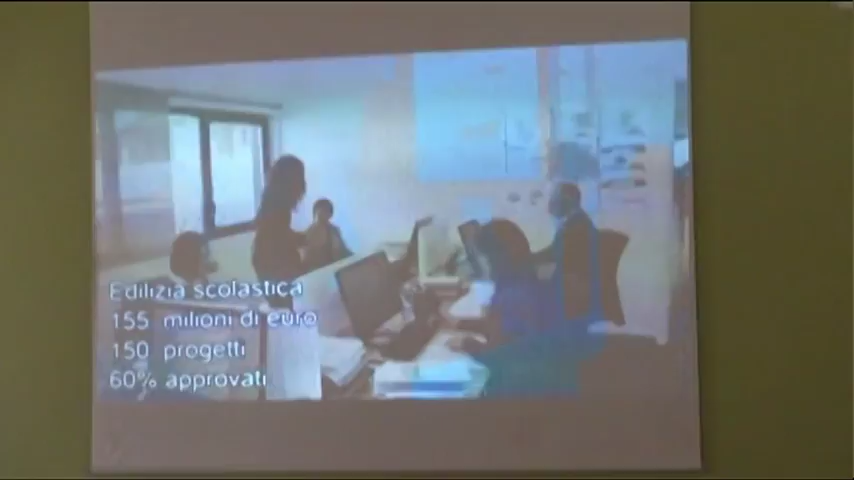 Edilizia scolastica
155 milioni di euro
150 progetti
60% approvati